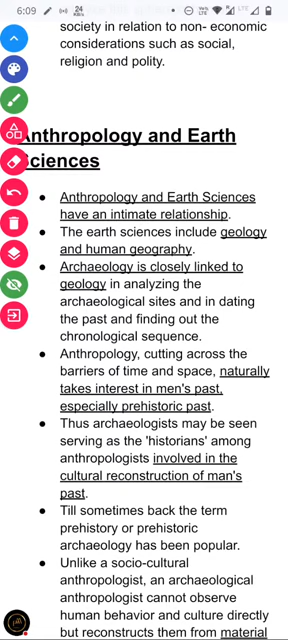 6:09
24
KB/s
LTE
LTE
society in relation to non- economic
considerations such as social,
religion and polity.
Anthropology and Earth
Sciences
● Anthropology and Earth Sciences
have an intimate relationship.
● The earth sciences include geology
and human geography.
● Archaeology is closely linked to
geology in analyzing the
archaeological sites and in dating
the past and finding out the
chronological sequence.
● Anthropology, cutting across the
barriers of time and space, naturally
takes interest in men's past,
especially prehistoric past.
● Thus archaeologists may be seen
serving as the 'historians' among
anthropologists involved in the
cultural reconstruction of man's
past.
● Till sometimes back the term
prehistory or prehistoric
archaeology has been popular.
● Unlike a socio-cultural
anthropologist, an archaeological
anthropologist cannot observe
human behavior and culture directly
but reconstructs them from material